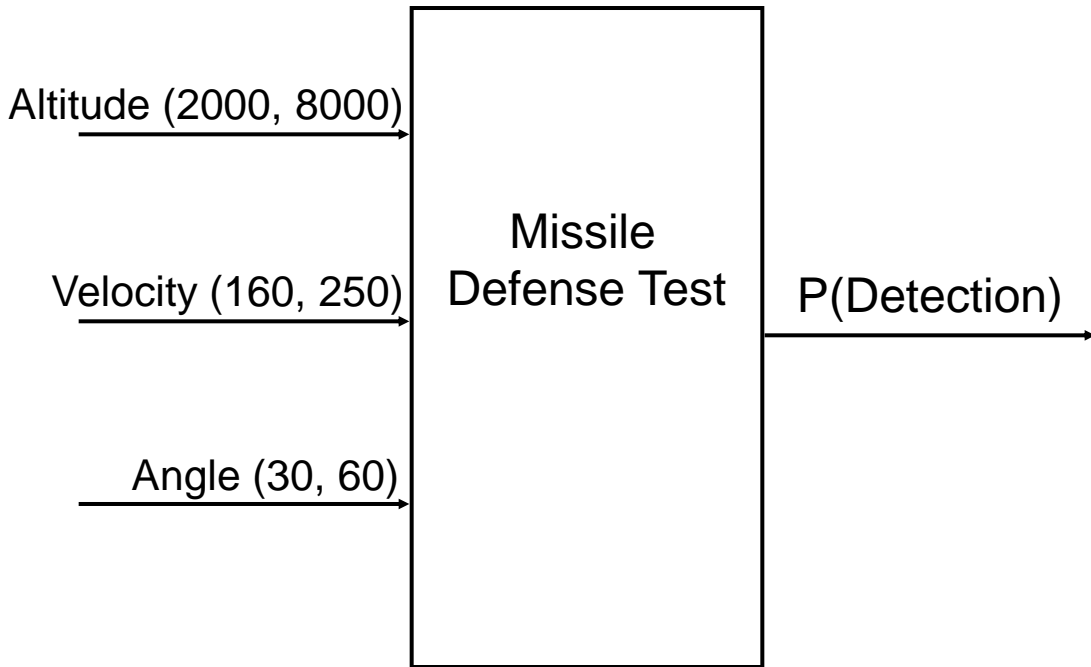 Altitude (2000, 8000)
Velocity (160, 250)
Angle (30, 60)
Missile
Defense Test
P(Detection)